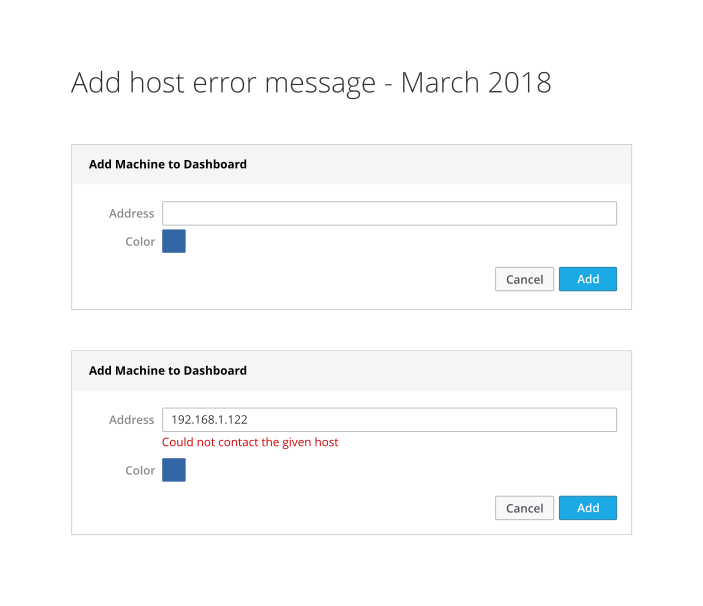 Add host error message - March 2018
Add Machine to Dashboard
Address
Color
Cancel Add
Add Machine to Dashboard
Address 192.168.1.122
Could not contact the given host
Color
Cancel Add